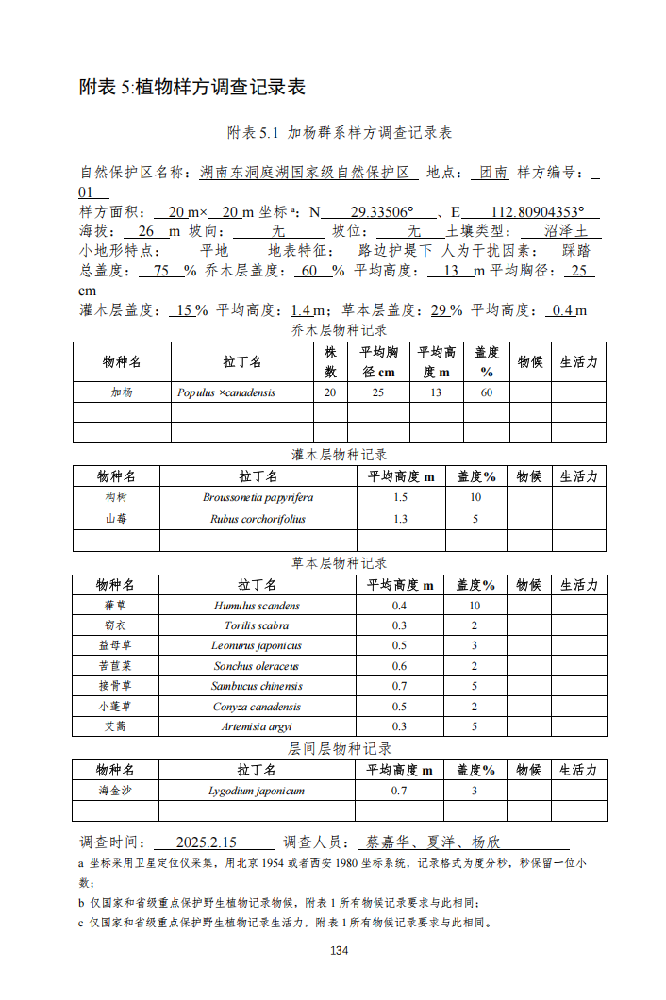 附表 5:植物样方调查记录表
附表 5.1 加杨群系样方调查记录表
自然保护区名称：湖南东洞庭湖国家级自然保护区 地点： 团南 样方编号：
01
样方面积： 20 m× 20 m 坐标 a：N 29.33506° 、E 112.80904353°
海拔： 26 m 坡向： 无 坡位： 无 土壤类型： 沼泽土
小地形特点： 平地 地表特征： 路边护堤下 人为干扰因素： 踩踏
总盖度： 75 % 乔木层盖度： 60 % 平均高度： 13 m 平均胸径： 25
cm
灌木层盖度： 15 % 平均高度：1.4 m；草本层盖度：29 % 平均高度： 0.4 m
乔木层物种记录
物种名 拉丁名 株数 平均胸径 cm 平均高度 m 盖度% 物候 生活力
加杨 Populus ×canadensis 20 25 13 60
灌木层物种记录
物种名 拉丁名 平均高度 m 盖度% 物候 生活力
构树 Broussonetia papyrifera 1.5 10
山莓 Rubus corchorifolius 1.3 5
草本层物种记录
物种名 拉丁名 平均高度 m 盖度% 物候 生活力
葎草 Humulus scandens 0.4 10
窃衣 Torilis scabra 0.3 2
益母草 Leonurus japonicus 0.5 3
苦苣菜 Sonchus oleraceus 0.6 2
接骨草 Sambucus chinensis 0.7 5
小蓬草 Conyza canadensis 0.5 2
艾蒿 Artemisia argyi 0.3 5
层间层物种记录
物种名 拉丁名 平均高度 m 盖度% 物候 生活力
海金沙 Lygodium japonicum 0.7 3
调查时间： 2025.2.15 调查人员： 蔡嘉华、夏洋、杨欣
a 坐标采用卫星定位仪采集，用北京 1954 或者西安 1980 坐标系统，记录格式为度分秒，秒保留一位小
数；
b 仅国家和省级重点保护野生植物记录物候，附表 1 所有物候记录要求与此相同；
c 仅国家和省级重点保护野生植物记录生活力，附表 1 所有物候记录要求与此相同。
134